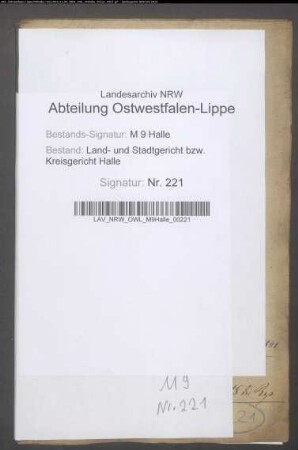 Landesarchiv NRW
Abteilung Ostwestfalen-Lippe
Bestands-Signatur: M 9 Halle
Bestand: Land- und Stadtgericht bzw.
Kreisgericht Halle
Signatur: Nr. 221
LAV_NRW_OWL_M9Halle_00221
M9
Nr. 221
21